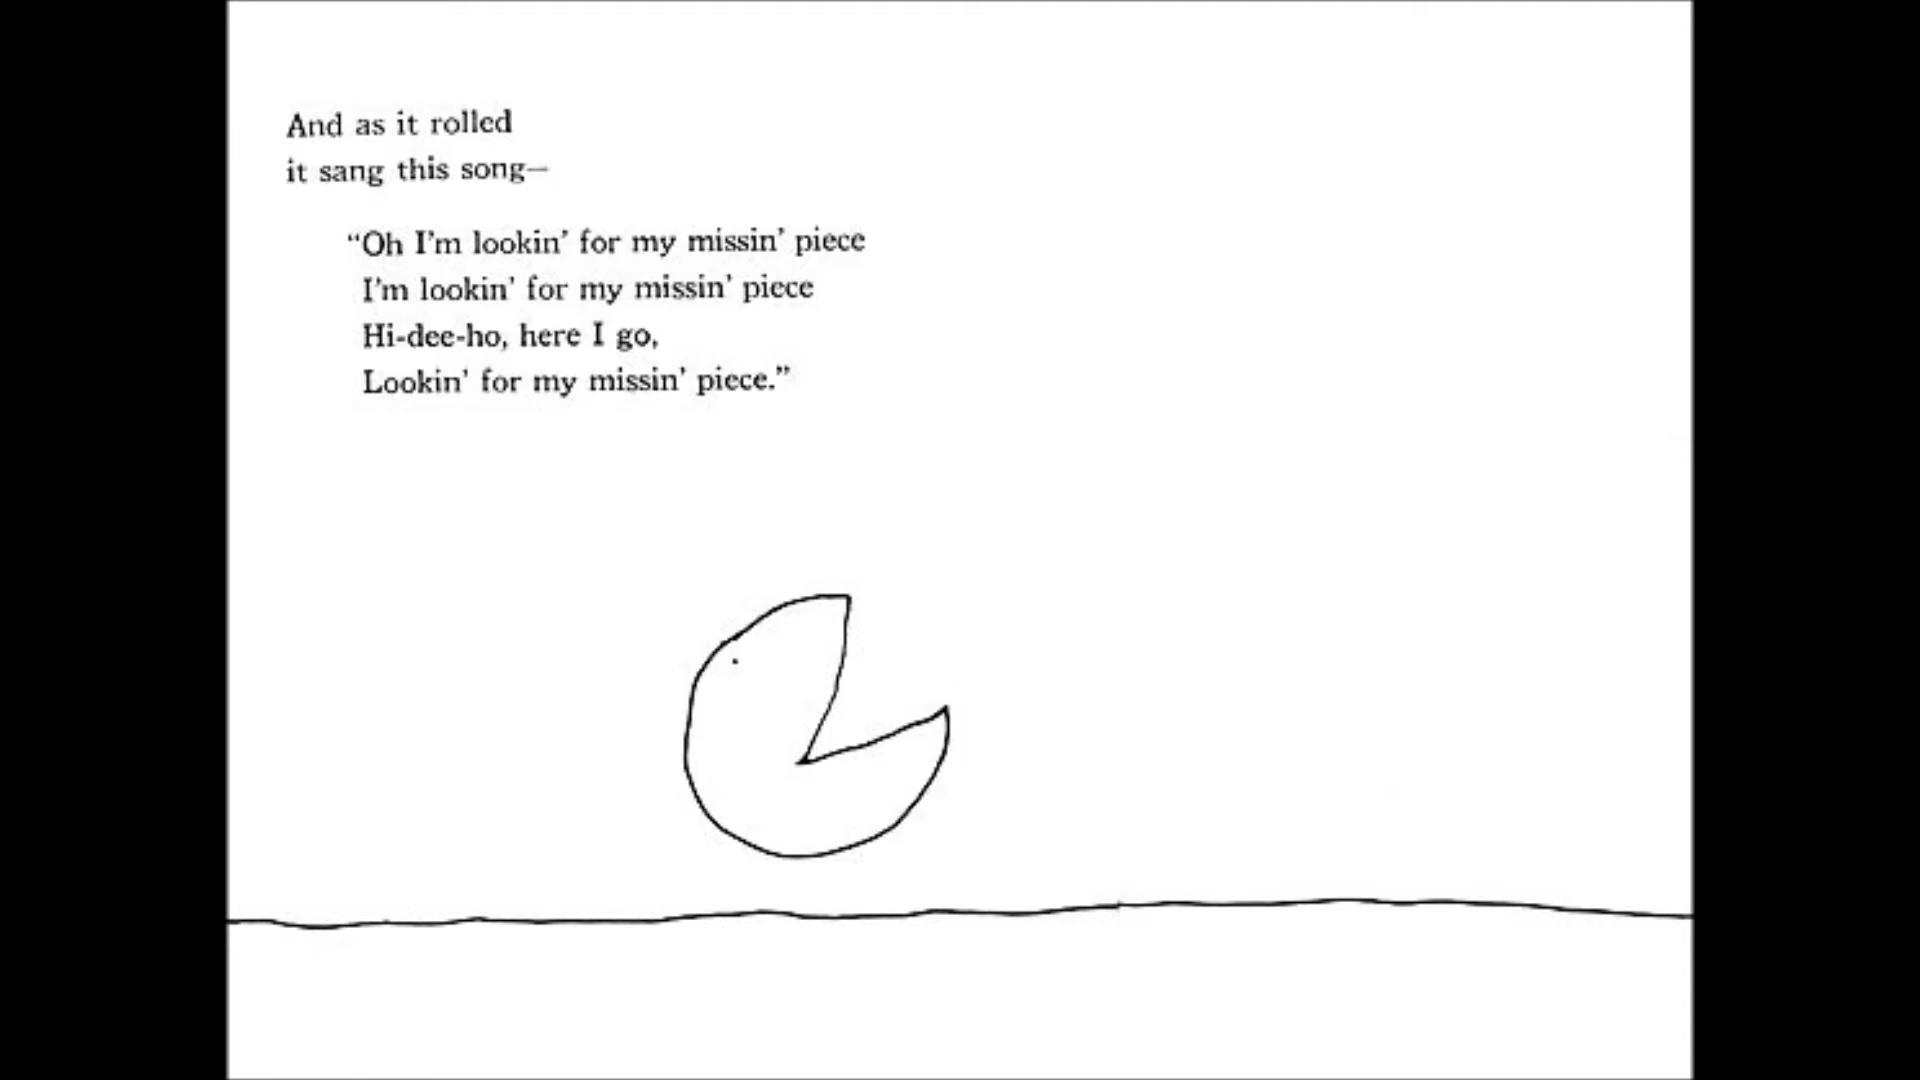 And as it rolled
it sang this song—
“Oh I’m lookin’ for my missin’ piece
I’m lookin’ for my missin’ piece
Hi-dee-ho, here I go,
Lookin’ for my missin’ piece.”